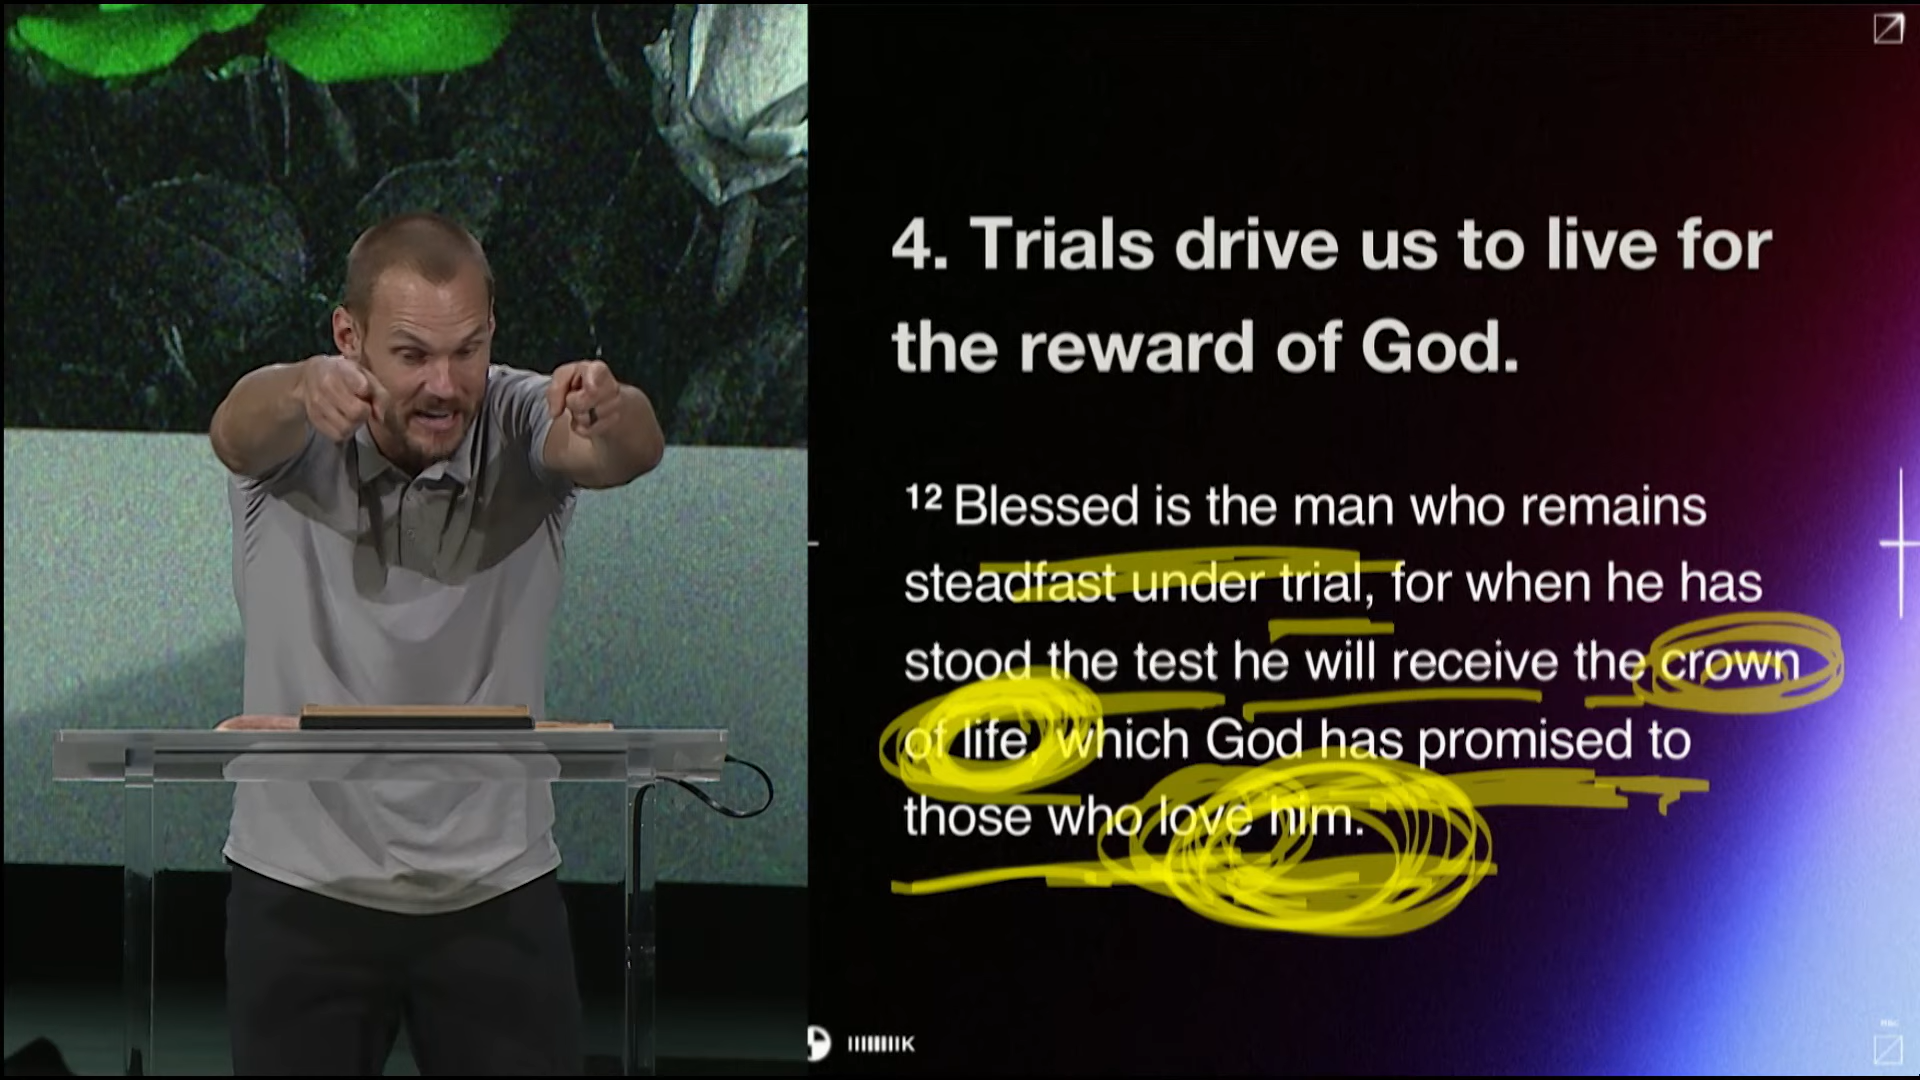 4. Trials drive us to live for
the reward of God.
¹² Blessed is the man who remains
steadfast under trial, for when he has
stood the test he will receive the crown
of life, which God has promised to
those who love him.